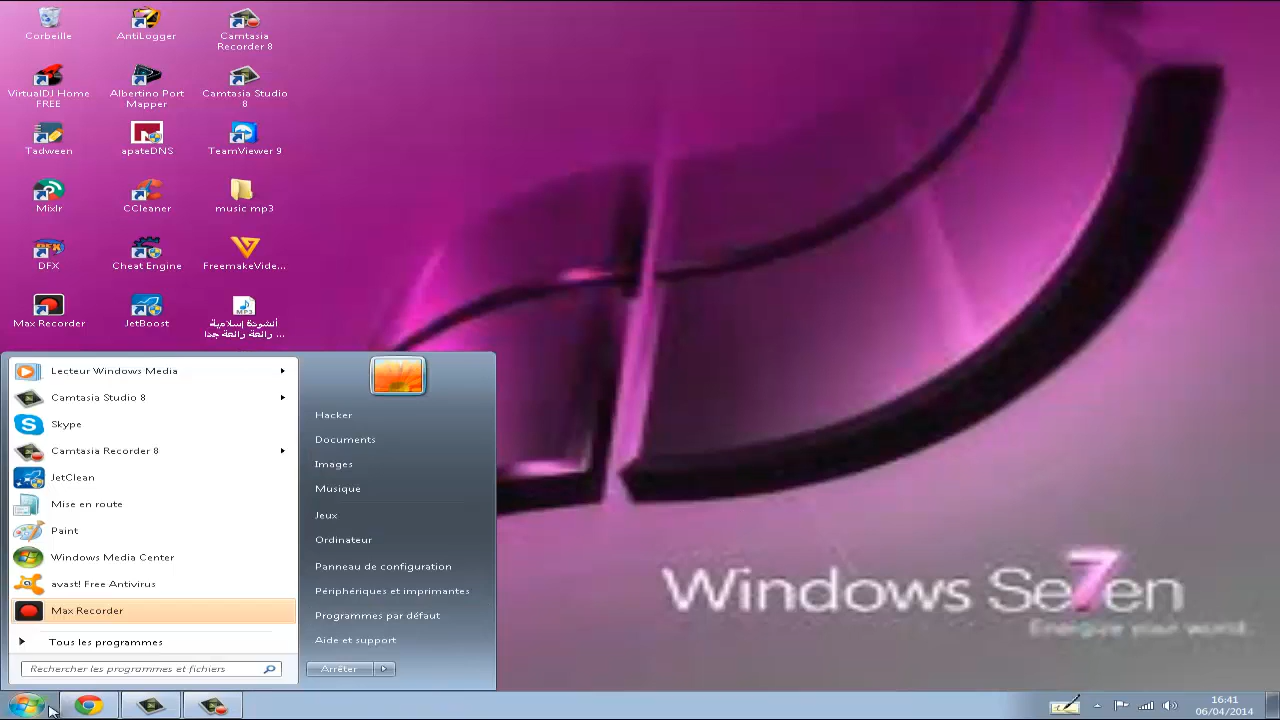 Corbeille
AntiLogger
Camtasia
Recorder 8
VirtualDJ Home
FREE
Albertino Port
Mapper
Camtasia Studio
8
Tadween
apateDNS
TeamViewer 9
Mixlr
CCleaner
music mp3
DFX
Cheat Engine
FreemakeVide...
Max Recorder
JetBoost
MP3
أنشودة إسلامية
رائعة رائعة جدا ...
Lecteur Windows Media
Camtasia Studio 8
Skype
Camtasia Recorder 8
JetClean
Mise en route
Paint
Windows Media Center
avast! Free Antivirus
Max Recorder
Tous les programmes
Rechercher les programmes et fichiers
Hacker
Documents
Images
Musique
Jeux
Ordinateur
Panneau de configuration
Périphériques et imprimantes
Programmes par défaut
Aide et support
Arrêter
Windows Se7en
your world.
16:41
06/04/2014